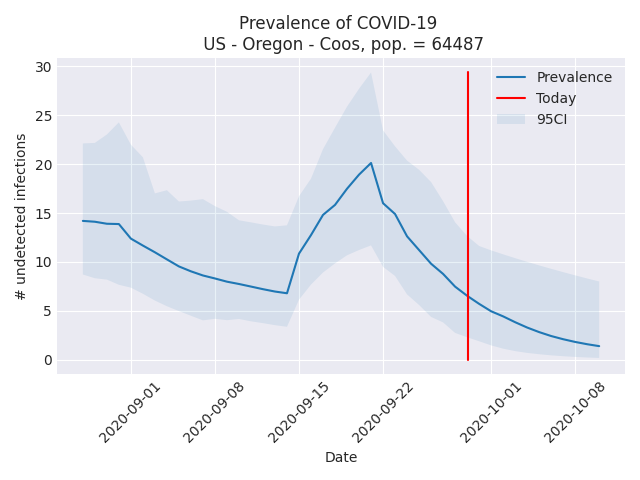 Prevalence of COVID-19
US - Oregon - Coos, pop. = 64487
30
25
20
15
10
5
0
# undetected infections
Prevalence
Today
95CI
2020-09-01
2020-09-08
2020-09-15
2020-09-22
2020-10-01
2020-10-08
Date